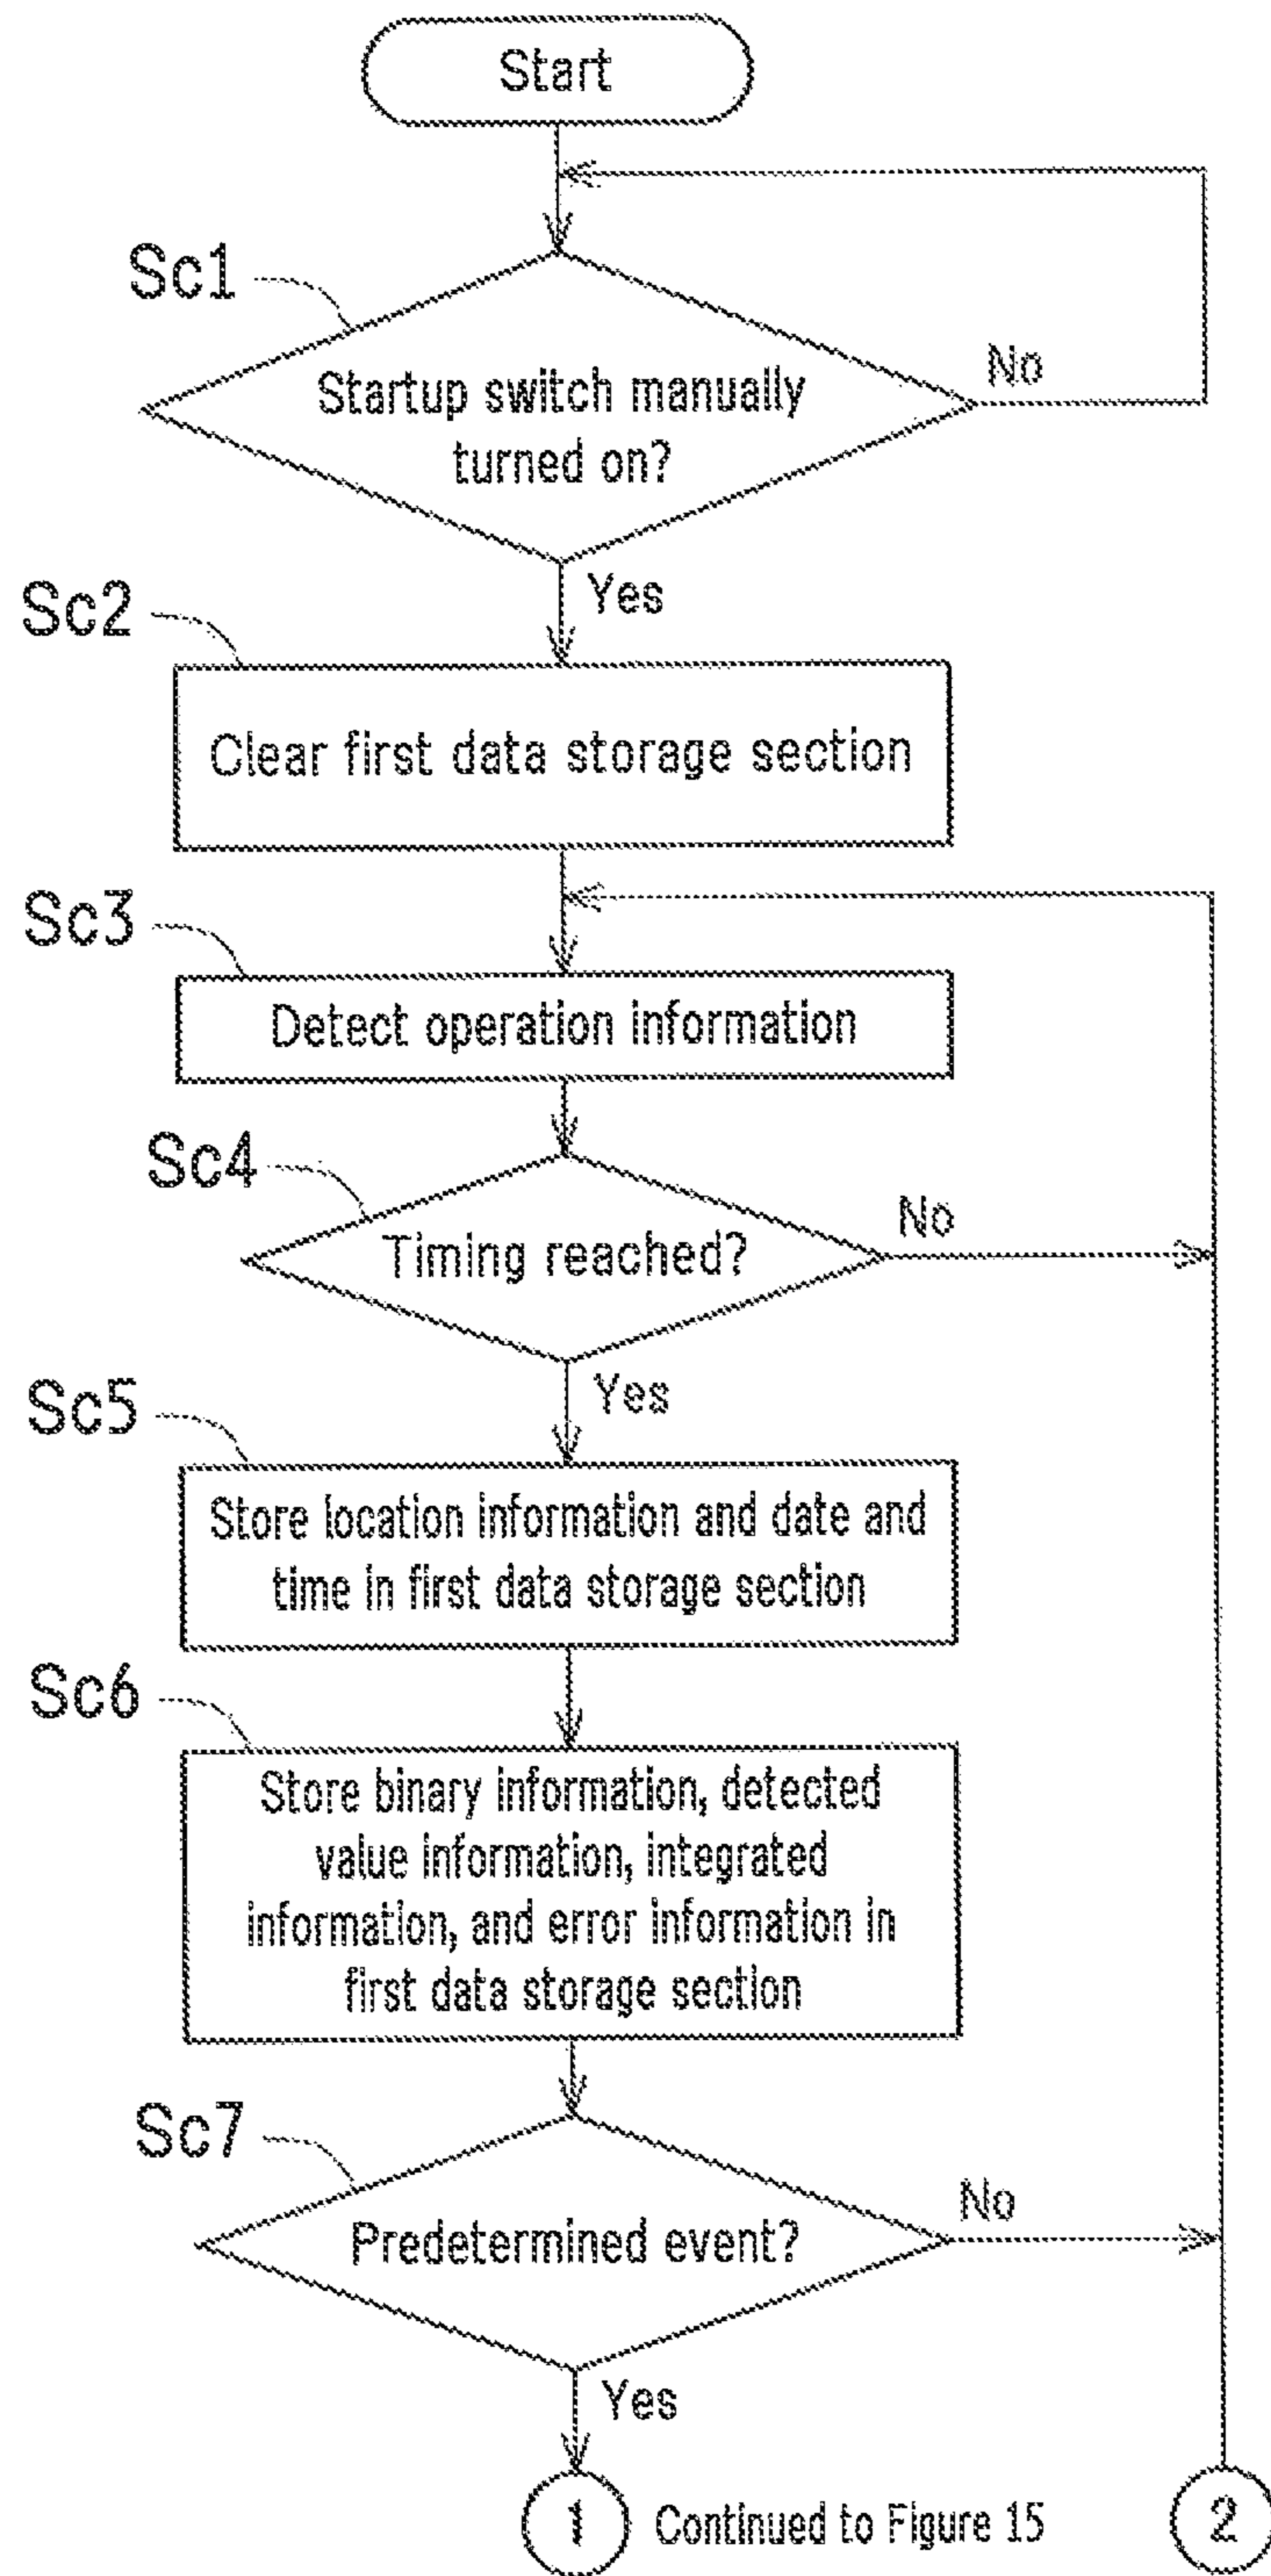 Start
Sc1
Startup switch manually
turned on?
No
Yes
Sc2
Clear first data storage section
Sc3
Detect operation information
Sc4
Timing reached?
No
Yes
Sc5
Store location information and date and
time in first data storage section
Sc6
Store binary information, detected
value information, integrated
information, and error information in
first data storage section
Sc7
Predetermined event?
No
Yes
1 Continued to Figure 15
2